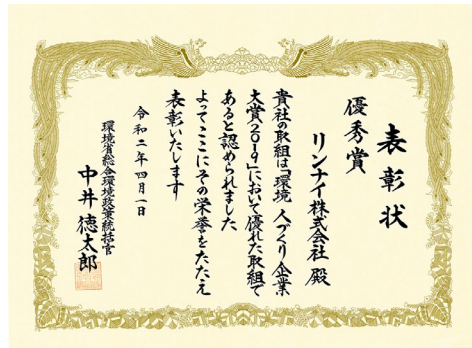 表彰状
優秀賞
リンナイ株式会社 殿
貴社の取組は「環境 人づくり企業
大賞2019」において優れた取組で
あると認められました
よってここにその栄誉をたたえ
表彰いたします
令和二年四月一日
環境省総合環境政策統括官
中井徳太郎